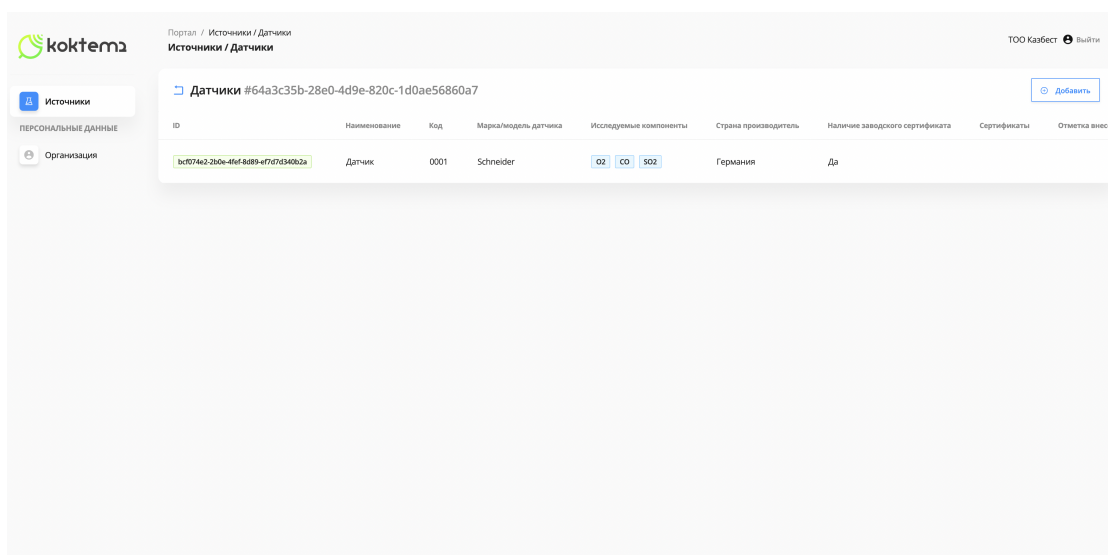 koktem
Портал / Источники / Датчики
Источники / Датчики
ТОО Казбест Выйти
Источники
ПЕРСОНАЛЬНЫЕ ДАННЫЕ
Организация
Датчики #64a3c35b-28e0-4d9e-820c-1d0ae56860a7
Добавить
ID Наименование Код Марка/модель датчика Исследуемые компоненты Страна производитель Наличие заводского сертификата Сертификаты Отметка внес
bcf074e2-2b0e-4fef-8d89-ef7d7d340b2a Датчик 0001 Schneider O2 CO SO2 Германия Да